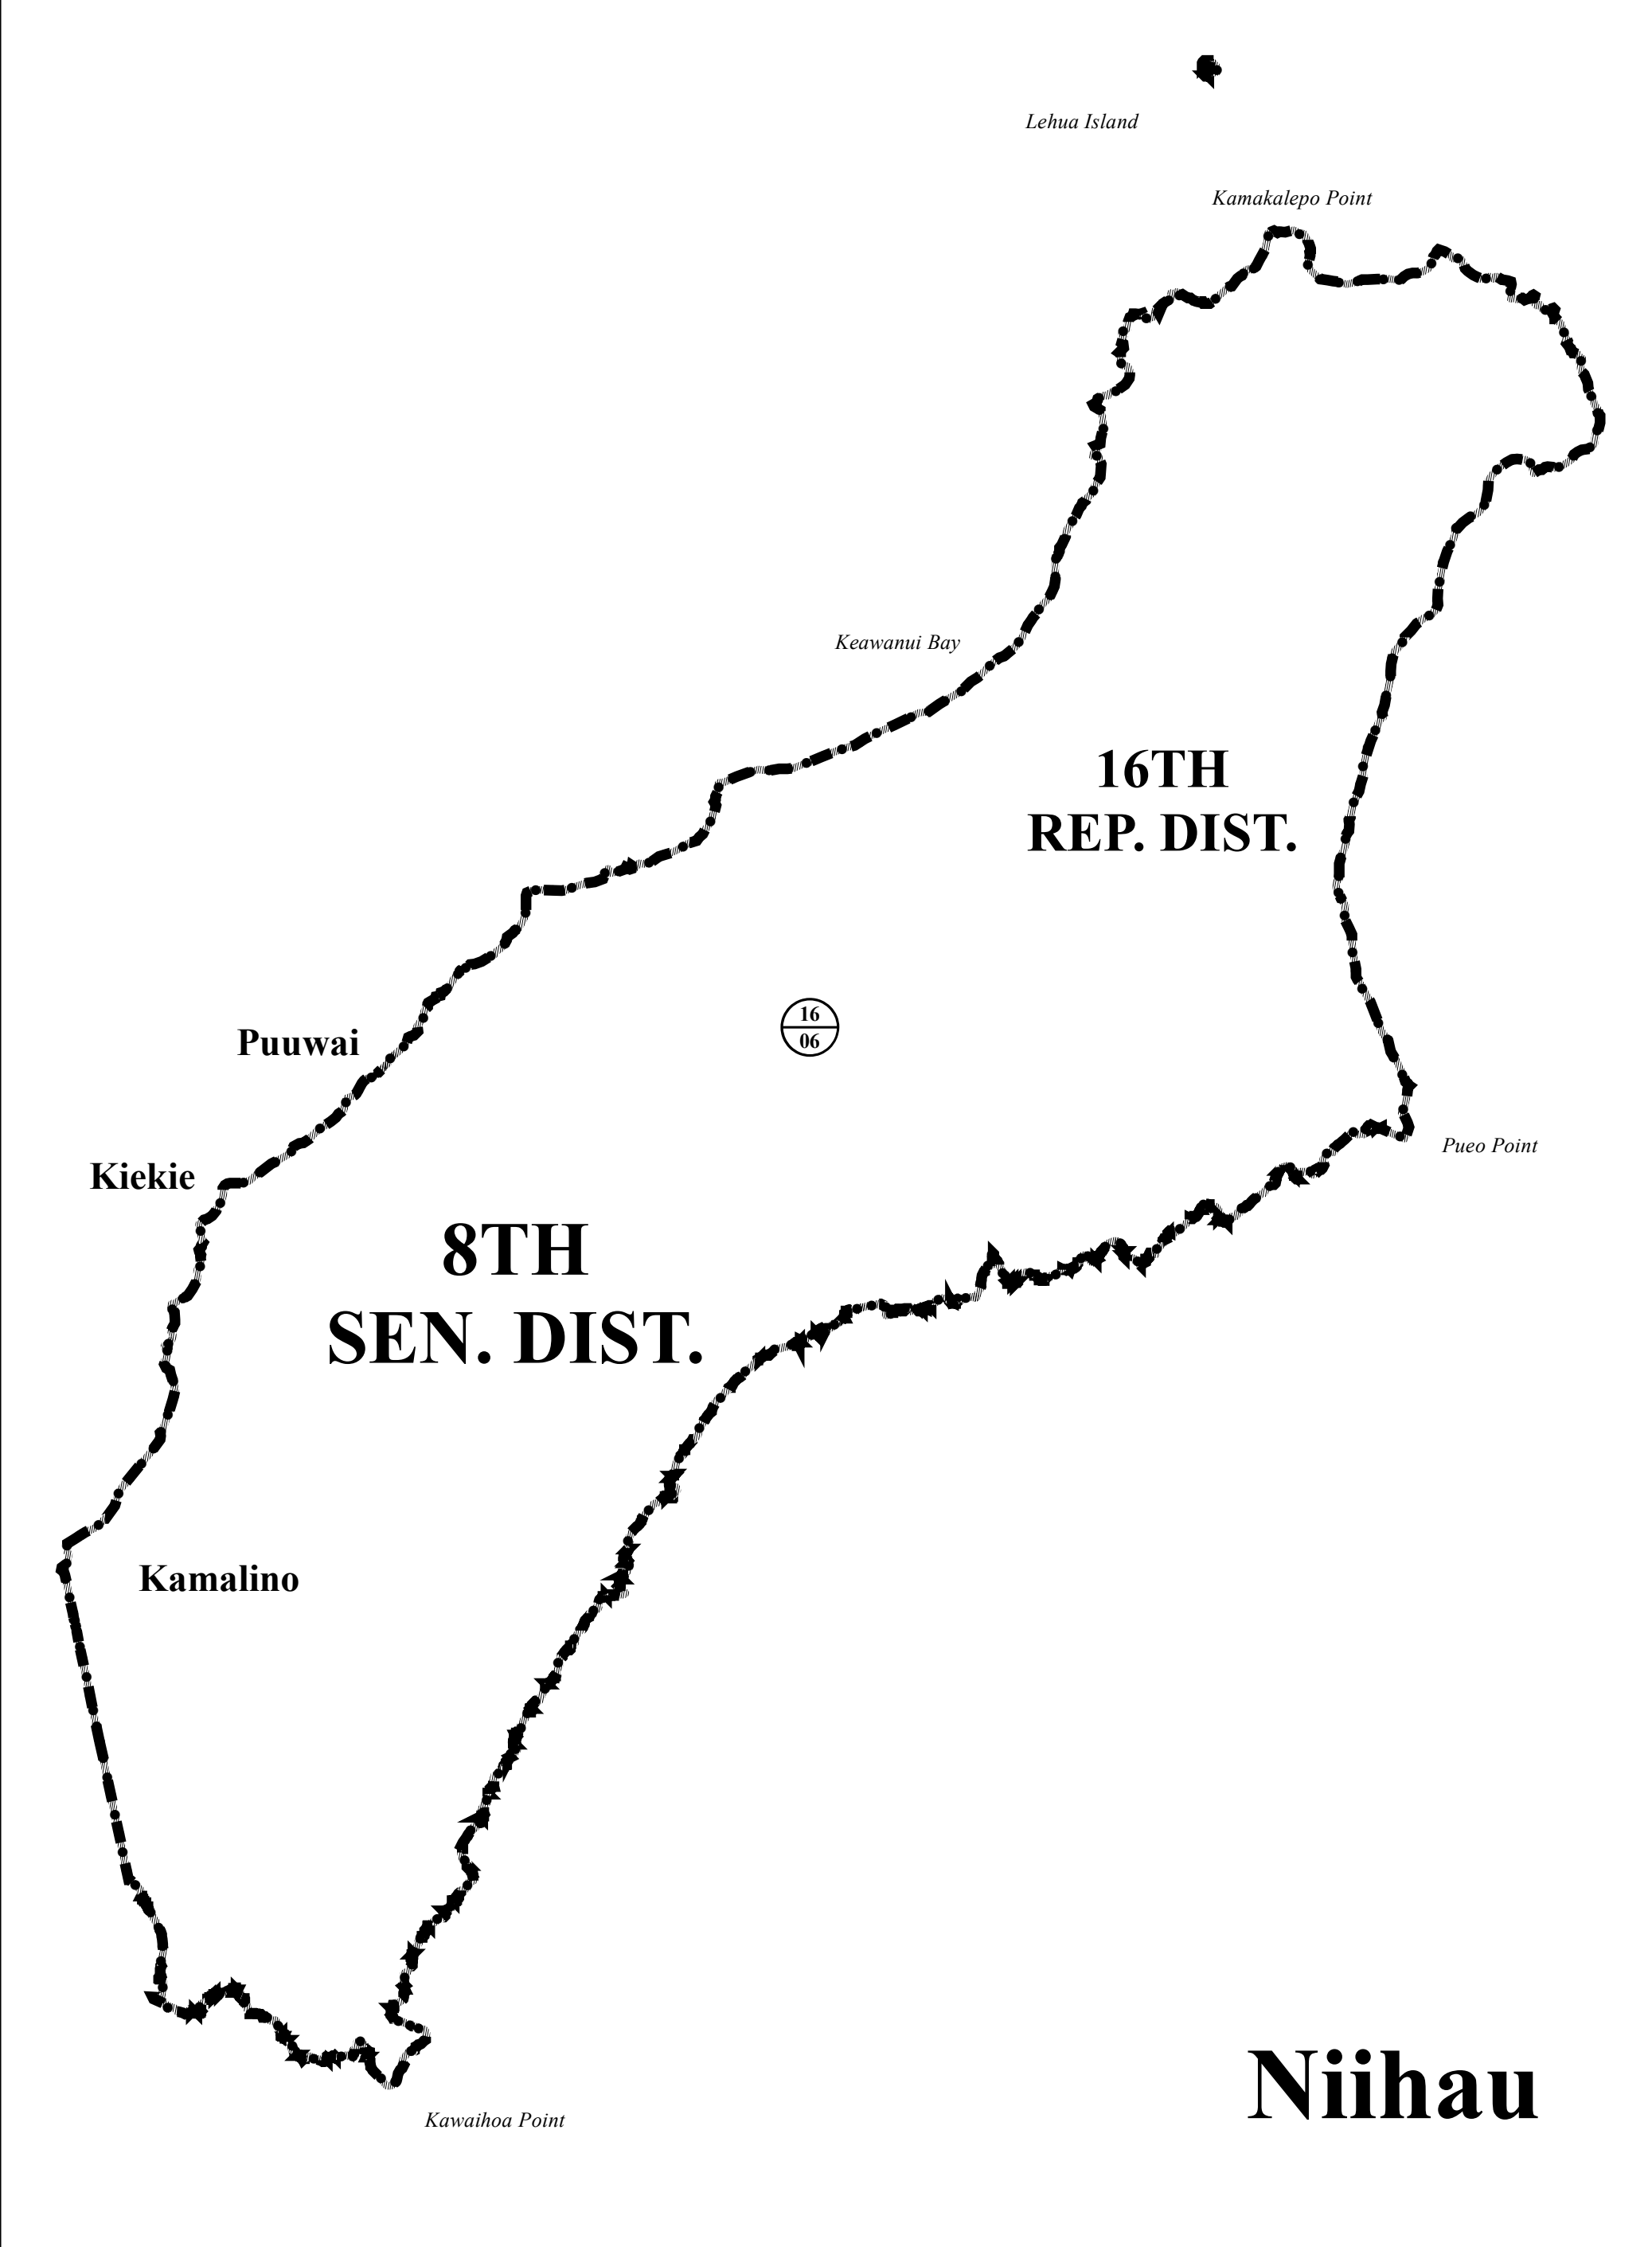 Lehua Island
Kamakalepo Point
Keawanui Bay
16TH
REP. DIST.
16
06
Puuwai
Pueo Point
Kiekie
8TH
SEN. DIST.
Kamalino
Niihau
Kawaihoa Point